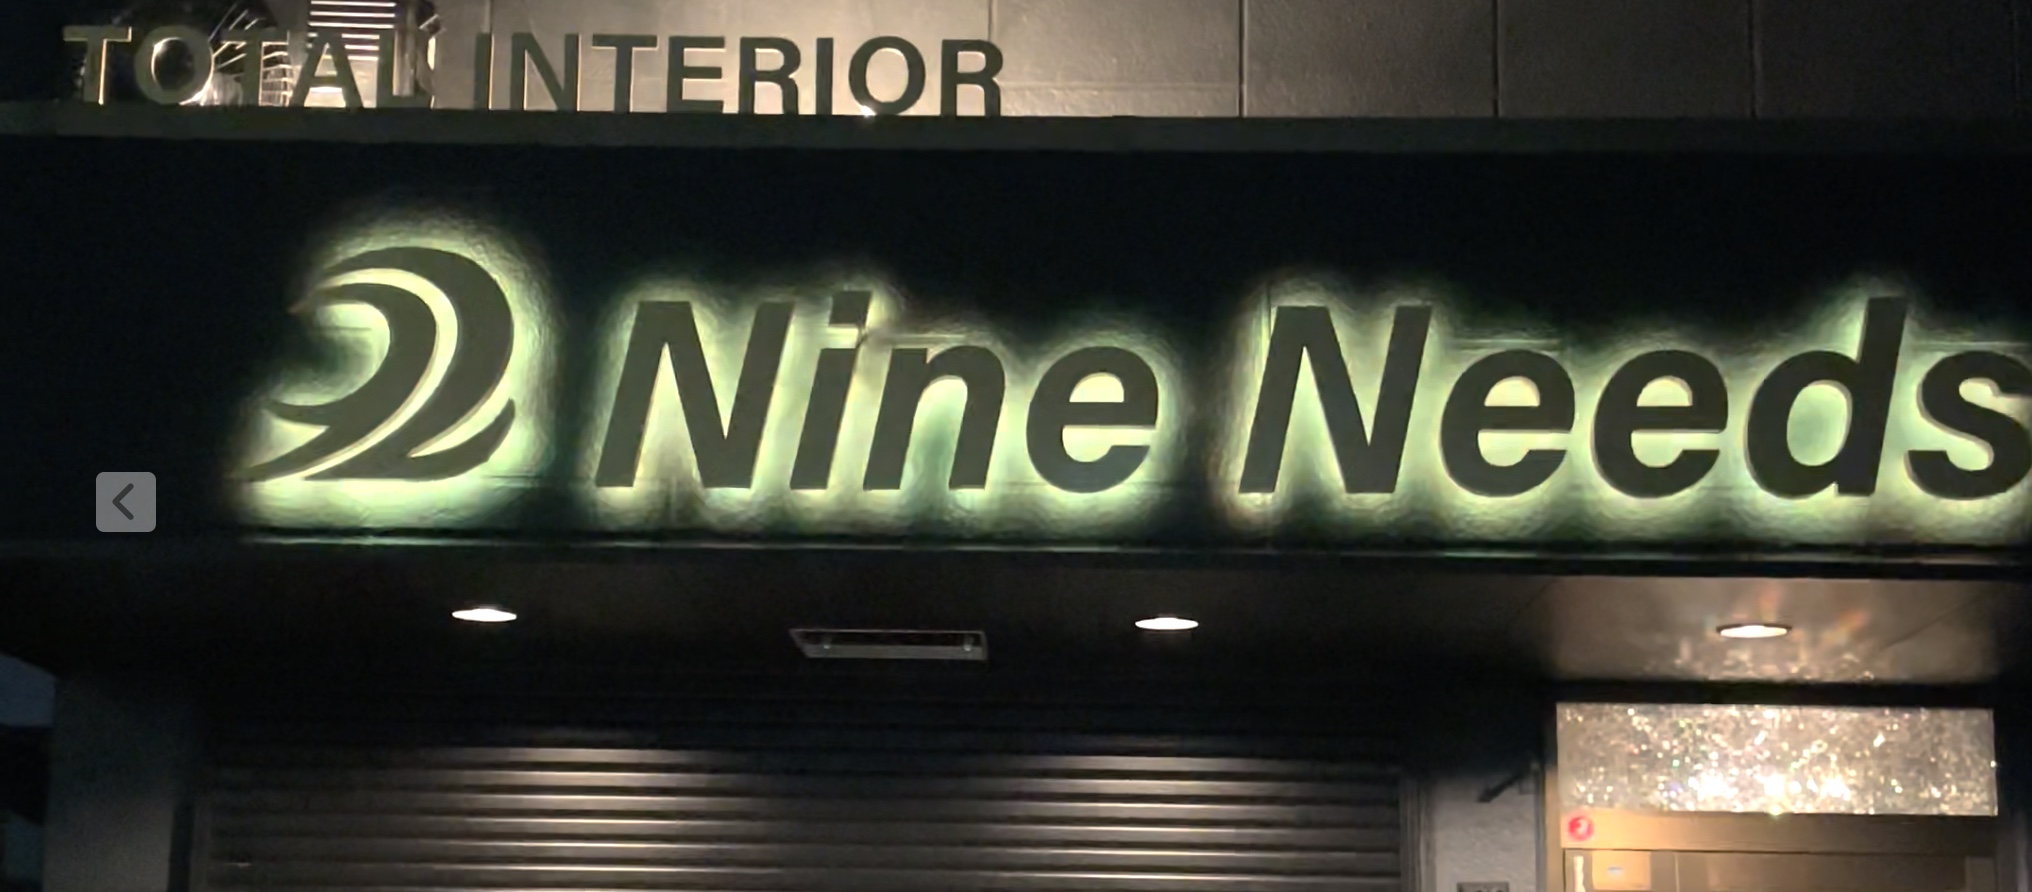 TOTAL INTERIOR
Nine Needs